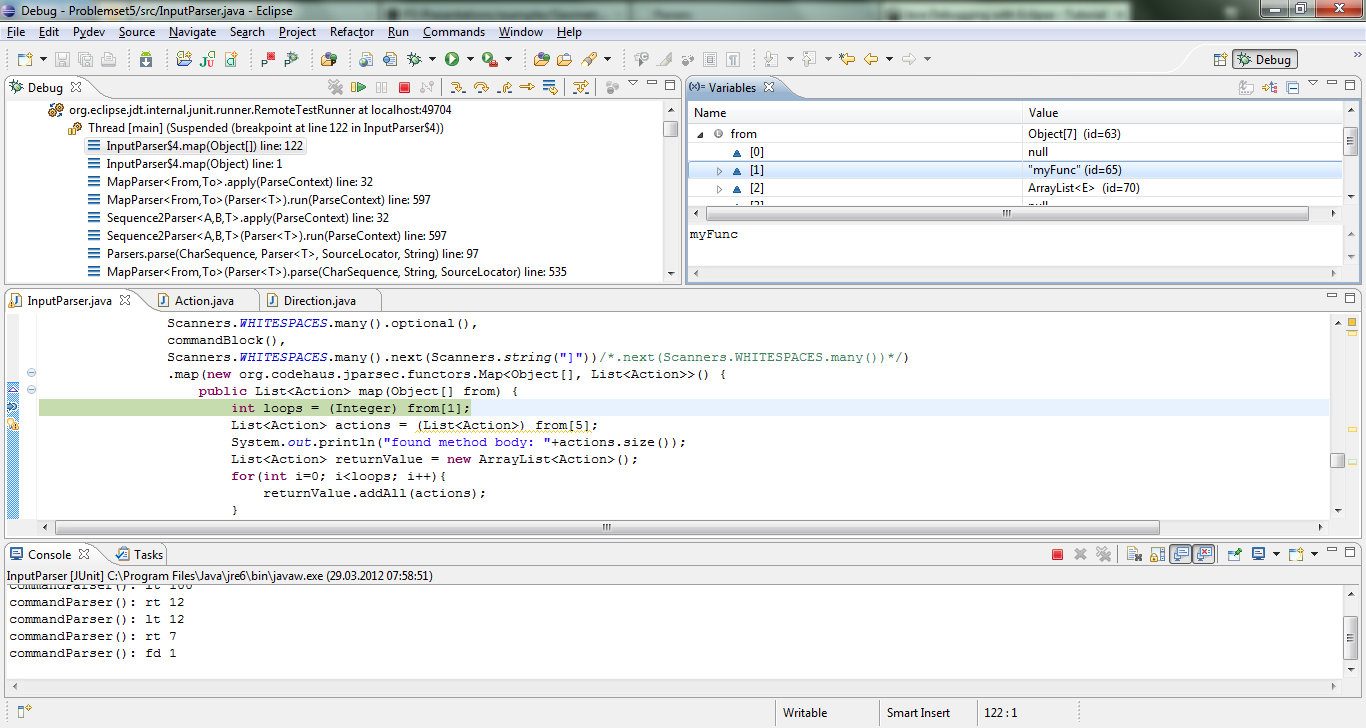 Debug - Problemset5/src/InputParser.java - Eclipse
File Edit Pydev Source Navigate Search Project Refactor Run Commands Window Help
Debug
Debug
org.eclipse.jdt.internal.junit.runner.RemoteTestRunner at localhost:49704
Thread [main] (Suspended (breakpoint at line 122 in InputParser$4))
InputParser$4.map(Object[]) line: 122
InputParser$4.map(Object) line: 1
MapParser<From,To>.apply(ParseContext) line: 32
MapParser<From,To>(Parser<T>).run(ParseContext) line: 597
Sequence2Parser<A,B,T>.apply(ParseContext) line: 32
Sequence2Parser<A,B,T>(Parser<T>).run(ParseContext) line: 597
Parsers.parse(CharSequence, Parser<T>, SourceLocator, String) line: 97
MapParser<From,To>(Parser<T>).parse(CharSequence, String, SourceLocator) line: 535
(x)= Variables
Name Value
from Object[7] (id=63)
[0] null
[1] "myFunc" (id=65)
[2] ArrayList<E> (id=70)
myFunc
InputParser.java Action.java Direction.java
Scanners.WHITESPACES.many().optional(),
commandBlock(),
Scanners.WHITESPACES.many().next(Scanners.string("]"))/*.next(Scanners.WHITESPACES.many())*/)
.map(new org.codehaus.jparsec.functors.Map<Object[], List<Action>>() {
public List<Action> map(Object[] from) {
int loops = (Integer) from[1];
List<Action> actions = (List<Action>) from[5];
System.out.println("found method body: "+actions.size());
List<Action> returnValue = new ArrayList<Action>();
for(int i=0; i<loops; i++){
returnValue.addAll(actions);
}
Console Tasks
InputParser [JUnit] C:\Program Files\Java\jre6\bin\javaw.exe (29.03.2012 07:58:51)
commandParser(): lt 100
commandParser(): rt 12
commandParser(): lt 12
commandParser(): rt 7
commandParser(): fd 1
Writable Smart Insert 122 : 1